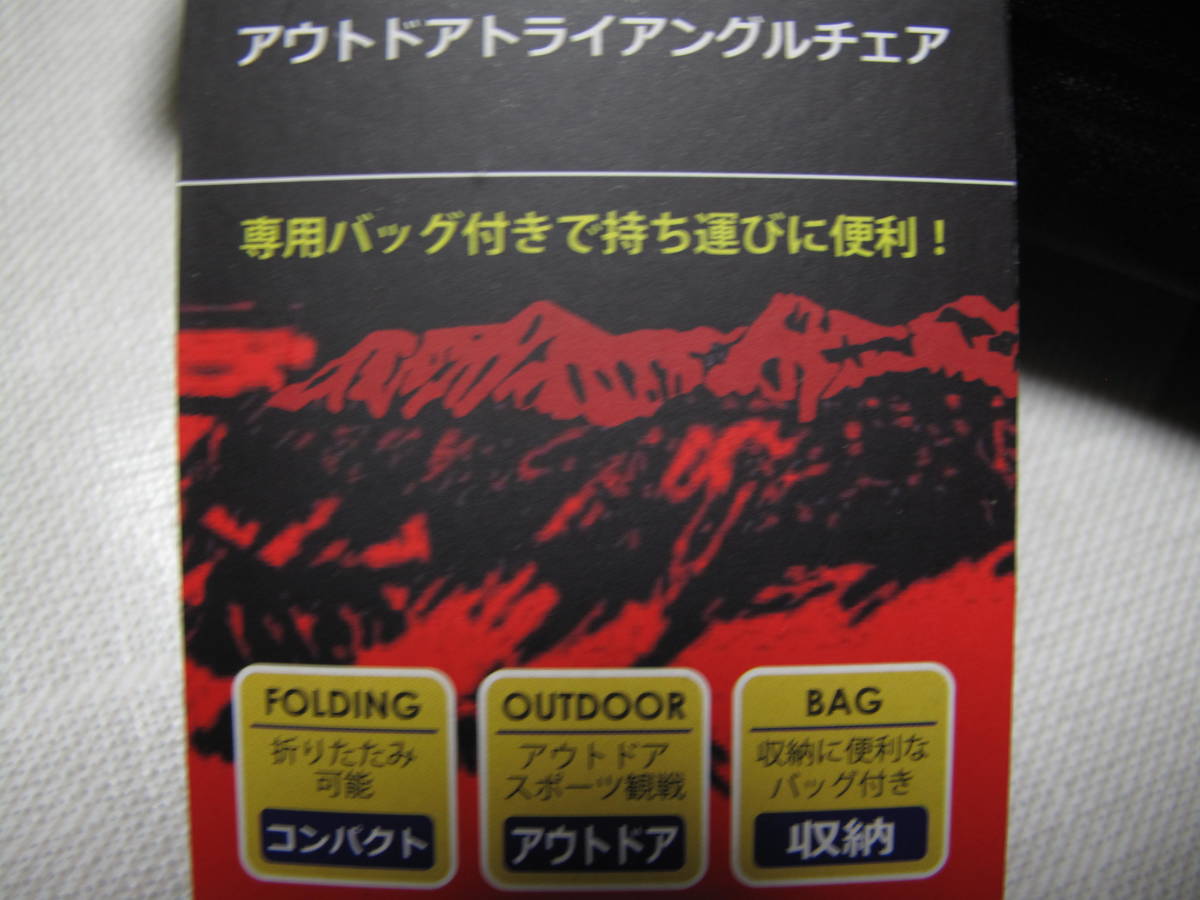 アウトドアトライアングルチェア
専用バッグ付きで持ち運びに便利！
FOLDING
折りたたみ
可能
コンパクト
OUTDOOR
アウトドア
スポーツ観戦
アウトドア
BAG
収納に便利な
バッグ付き
収納